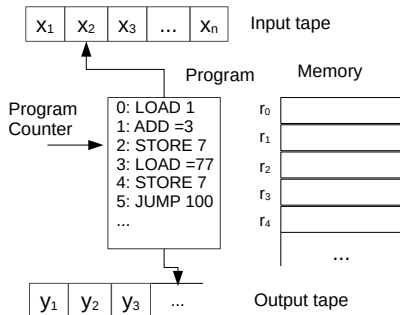 x1 x2 x3 ... xn Input tape
Program
Memory
Program
Counter
0: LOAD 1
1: ADD =3
2: STORE 7
3: LOAD =77
4: STORE 7
5: JUMP 100
...
r0
r1
r2
r3
r4
...
y1 y2 y3 ... Output tape